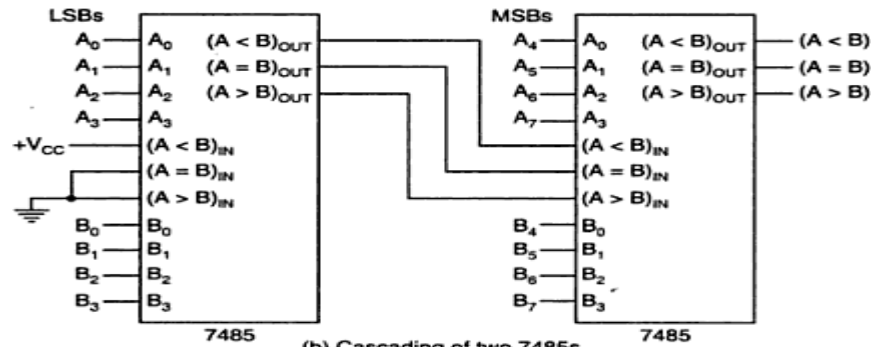 LSBs MSBs
A₀ A₀ (A < B)OUT A₄ A₀ (A < B)OUT (A < B)
A₁ A₁ (A = B)OUT A₅ A₁ (A = B)OUT (A = B)
A₂ A₂ (A > B)OUT A₆ A₂ (A > B)OUT (A > B)
A₃ A₃ A₇ A₃
+VCC (A < B)IN (A < B)IN
(A = B)IN (A = B)IN
(A > B)IN (A > B)IN
B₀ B₀ B₄ B₀
B₁ B₁ B₅ B₁
B₂ B₂ B₆ B₂
B₃ B₃ B₇ B₃
7485 7485
(b) Cascading of two 7485s